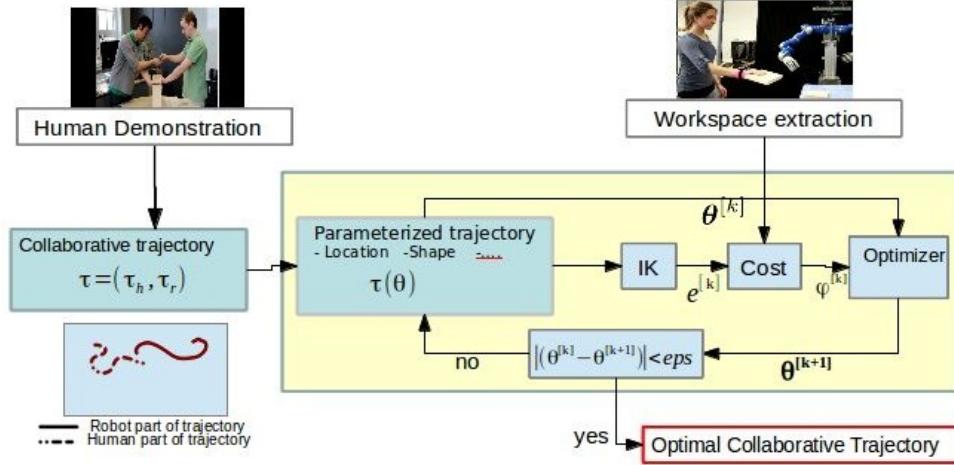 Human Demonstration
Workspace extraction
Collaborative trajectory
τ=(τ_h,τ_r)
Parameterized trajectory
- Location -Shape -....
τ(θ)
θ^[k]
IK
e^[k]
Cost
φ^[k]
Optimizer
θ^[k+1]
|(θ^[k]−θ^[k+1])|<eps
no
yes
Optimal Collaborative Trajectory
Robot part of trajectory
Human part of trajectory